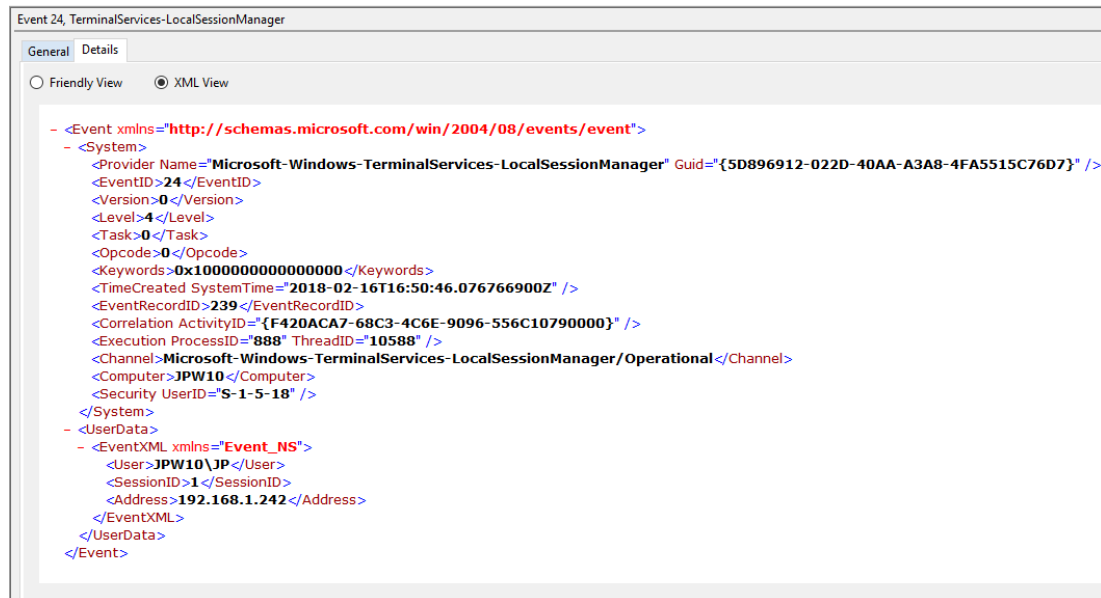 Event 24, TerminalServices-LocalSessionManager
General Details
Friendly View XML View
- <Event xmlns="http://schemas.microsoft.com/win/2004/08/events/event">
- <System>
<Provider Name="Microsoft-Windows-TerminalServices-LocalSessionManager" Guid="{5D896912-022D-40AA-A3A8-4FA5515C76D7}" />
<EventID>24</EventID>
<Version>0</Version>
<Level>4</Level>
<Task>0</Task>
<Opcode>0</Opcode>
<Keywords>0x1000000000000000</Keywords>
<TimeCreated SystemTime="2018-02-16T16:50:46.076766900Z" />
<EventRecordID>239</EventRecordID>
<Correlation ActivityID="{F420ACA7-68C3-4C6E-9096-556C10790000}" />
<Execution ProcessID="888" ThreadID="10588" />
<Channel>Microsoft-Windows-TerminalServices-LocalSessionManager/Operational</Channel>
<Computer>JPW10</Computer>
<Security UserID="S-1-5-18" />
</System>
- <UserData>
- <EventXML xmlns="Event_NS">
<User>JPW10\JP</User>
<SessionID>1</SessionID>
<Address>192.168.1.242</Address>
</EventXML>
</UserData>
</Event>